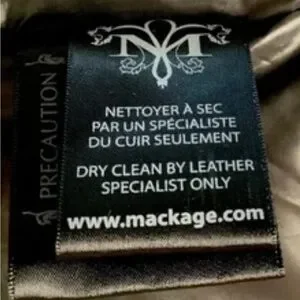 PRECAUTION
M
NETTOYER À SEC
PAR UN SPÉCIALISTE
DU CUIR SEULEMENT
DRY CLEAN BY LEATHER
SPECIALIST ONLY
www.mackage.com